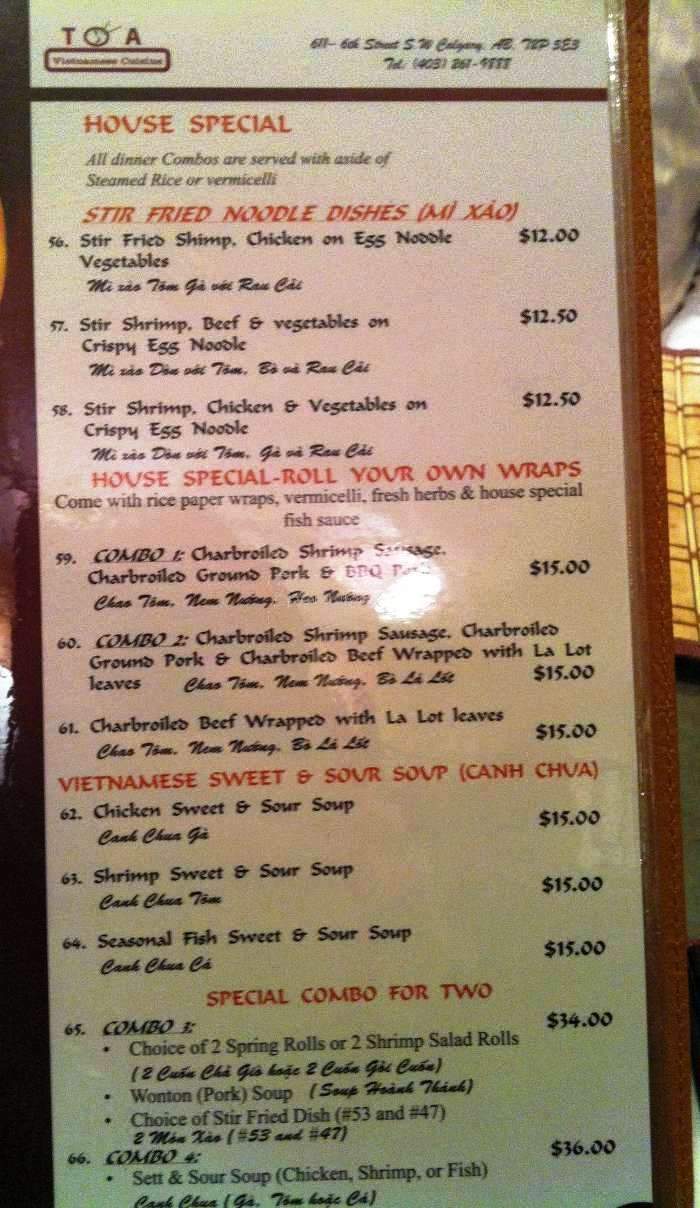 TOA
Vietnamese Cuisine
611- 6th Street S.W Calgary, AB, T2P 5E3
Tel: (403) 261-9888
HOUSE SPECIAL
All dinner Combos are served with aside of
Steamed Rice or vermicelli
STIR FRIED NOODLE DISHES (MÌ XÁO)
56. Stir Fried Shimp, Chicken on Egg Noddle $12.00
Vegetables
Mì xào Tôm Gà với Rau Cải
57. Stir Shrimp, Beef & vegetables on $12.50
Crispy Egg Noodle
Mì xào Dòn với Tôm, Bò và Rau Cải
58. Stir Shrimp, Chicken & Vegetables on $12.50
Crispy Egg Noodle
Mì xào Dòn với Tôm, Gà và Rau Cải
HOUSE SPECIAL-ROLL YOUR OWN WRAPS
Come with rice paper wraps, vermicelli, fresh herbs & house special
fish sauce
59. COMBO 1: Charbroiled Shrimp Sausage,
Charbroiled Ground Pork & BBQ Pork $15.00
Chao Tôm, Nem Nướng, Heo Nướng
60. COMBO 2: Charbroiled Shrimp Sausage, Charbroiled
Ground Pork & Charbroiled Beef Wrapped with La Lot
leaves Chao Tôm, Nem Nướng, Bò Lá Lốt $15.00
61. Charbroiled Beef Wrapped with La Lot leaves $15.00
Chao Tôm, Nem Nướng, Bò Lá Lốt
VIETNAMESE SWEET & SOUR SOUP (CANH CHUA)
62. Chicken Sweet & Sour Soup $15.00
Canh Chua Gà
63. Shrimp Sweet & Sour Soup $15.00
Canh Chua Tôm
64. Seasonal Fish Sweet & Sour Soup $15.00
Canh Chua Cá
SPECIAL COMBO FOR TWO
65. COMBO 3: $34.00
• Choice of 2 Spring Rolls or 2 Shrimp Salad Rolls
(2 Cuốn Chả Giò hoặc 2 Cuốn Gỏi Cuốn)
• Wonton (Pork) Soup (Soup Hoành Thánh)
• Choice of Stir Fried Dish (#53 and #47)
2 Món Xào (#53 and #47)
66. COMBO 4: $36.00
• Sett & Sour Soup (Chicken, Shrimp, or Fish)
Canh Chua (Gà, Tôm hoặc Cá)